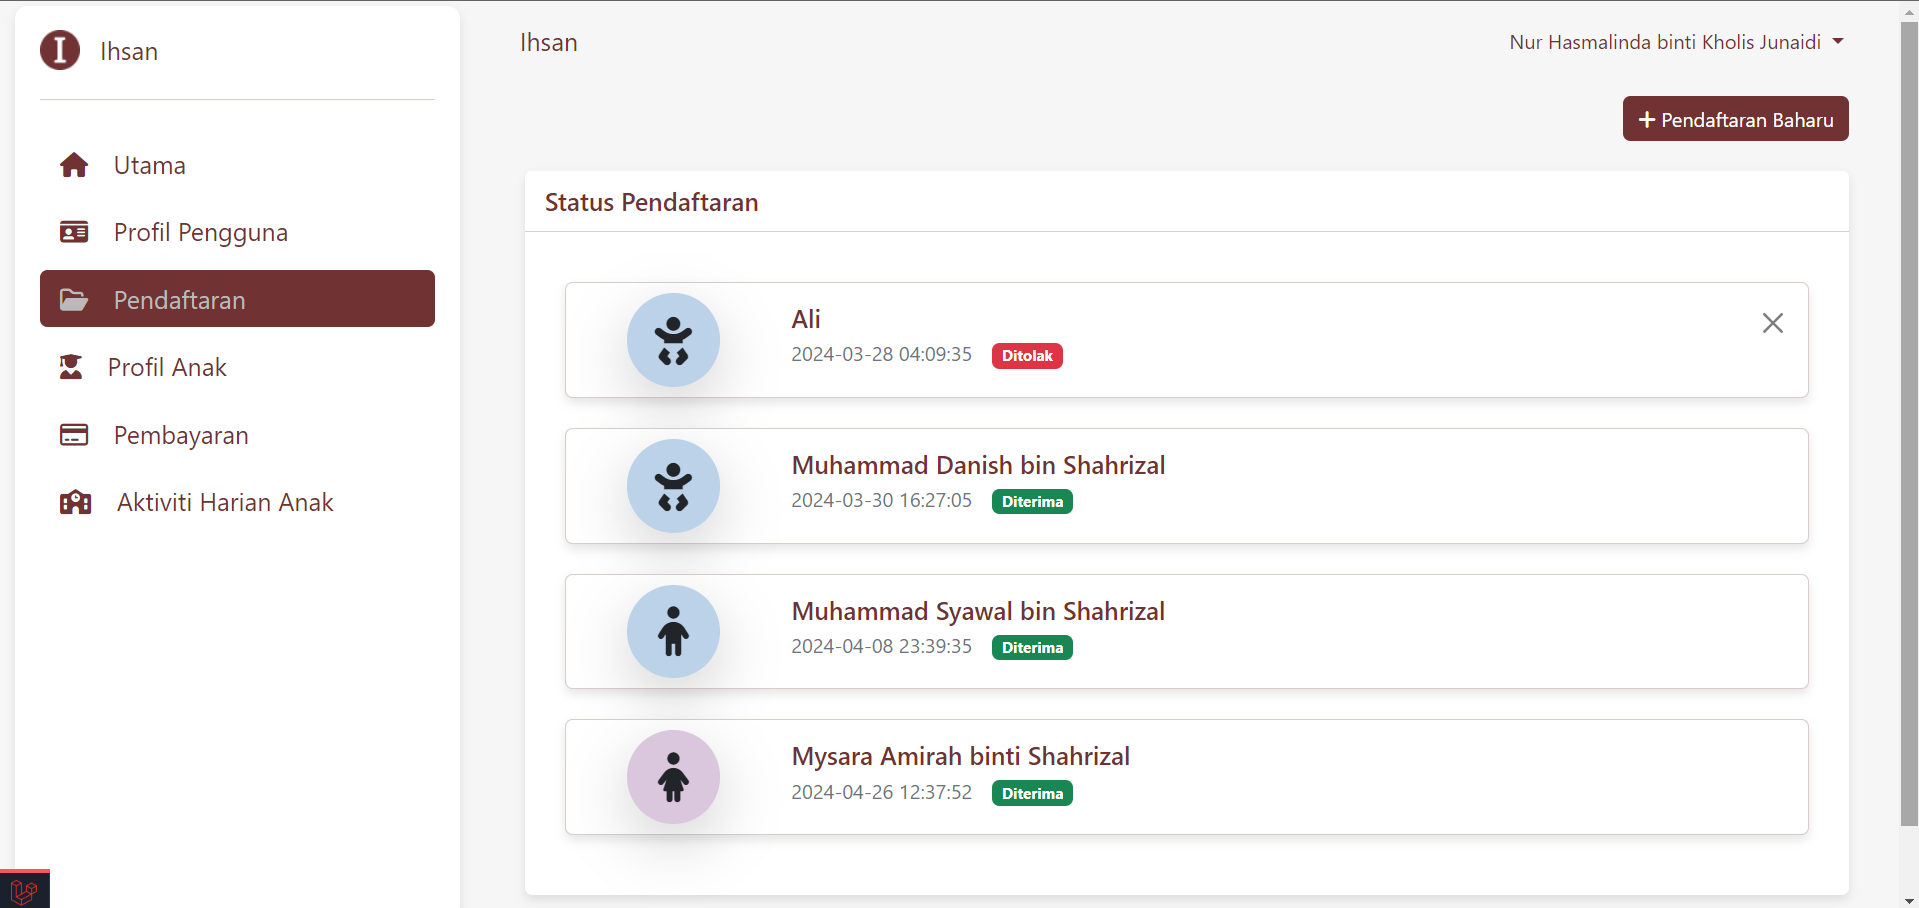 I Ihsan
Utama
Profil Pengguna
Pendaftaran
Profil Anak
Pembayaran
Aktiviti Harian Anak
Ihsan
Nur Hasmalinda binti Kholis Junaidi
+ Pendaftaran Baharu
Status Pendaftaran
Ali
2024-03-28 04:09:35 Ditolak
Muhammad Danish bin Shahrizal
2024-03-30 16:27:05 Diterima
Muhammad Syawal bin Shahrizal
2024-04-08 23:39:35 Diterima
Mysara Amirah binti Shahrizal
2024-04-26 12:37:52 Diterima